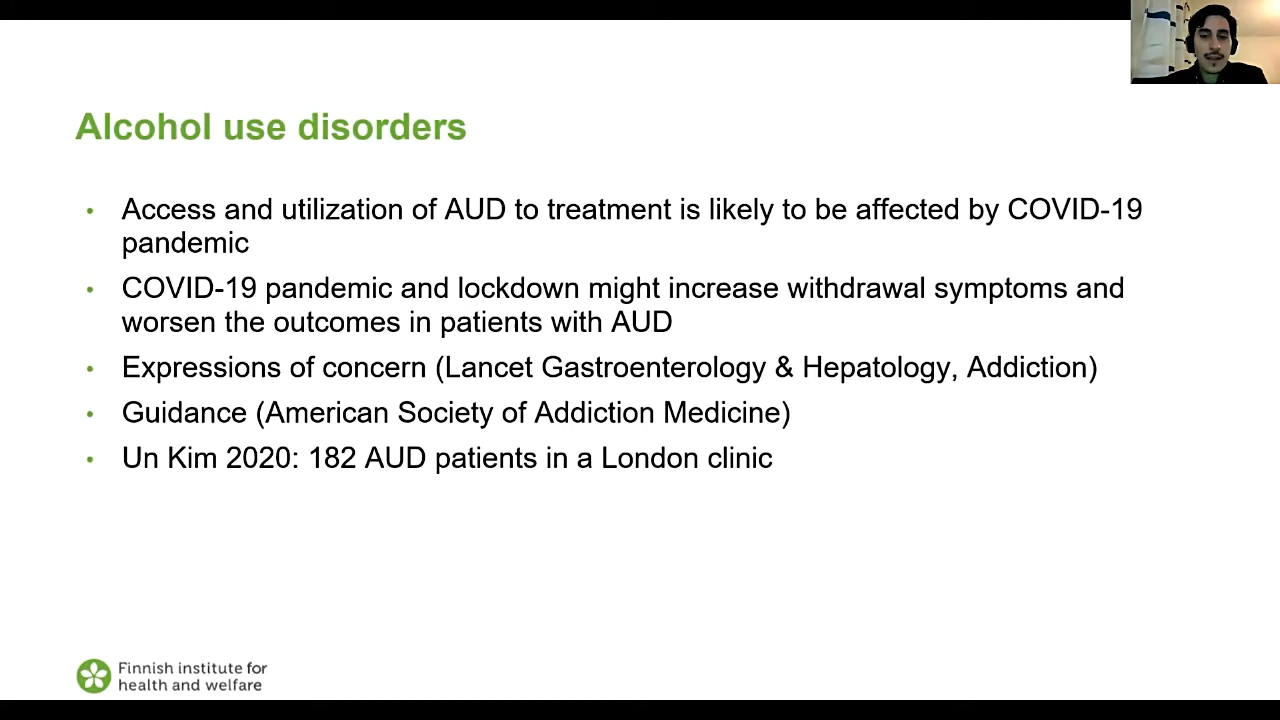 Alcohol use disorders
• Access and utilization of AUD to treatment is likely to be affected by COVID-19
pandemic
• COVID-19 pandemic and lockdown might increase withdrawal symptoms and
worsen the outcomes in patients with AUD
• Expressions of concern (Lancet Gastroenterology & Hepatology, Addiction)
• Guidance (American Society of Addiction Medicine)
• Un Kim 2020: 182 AUD patients in a London clinic
Finnish institute for
health and welfare